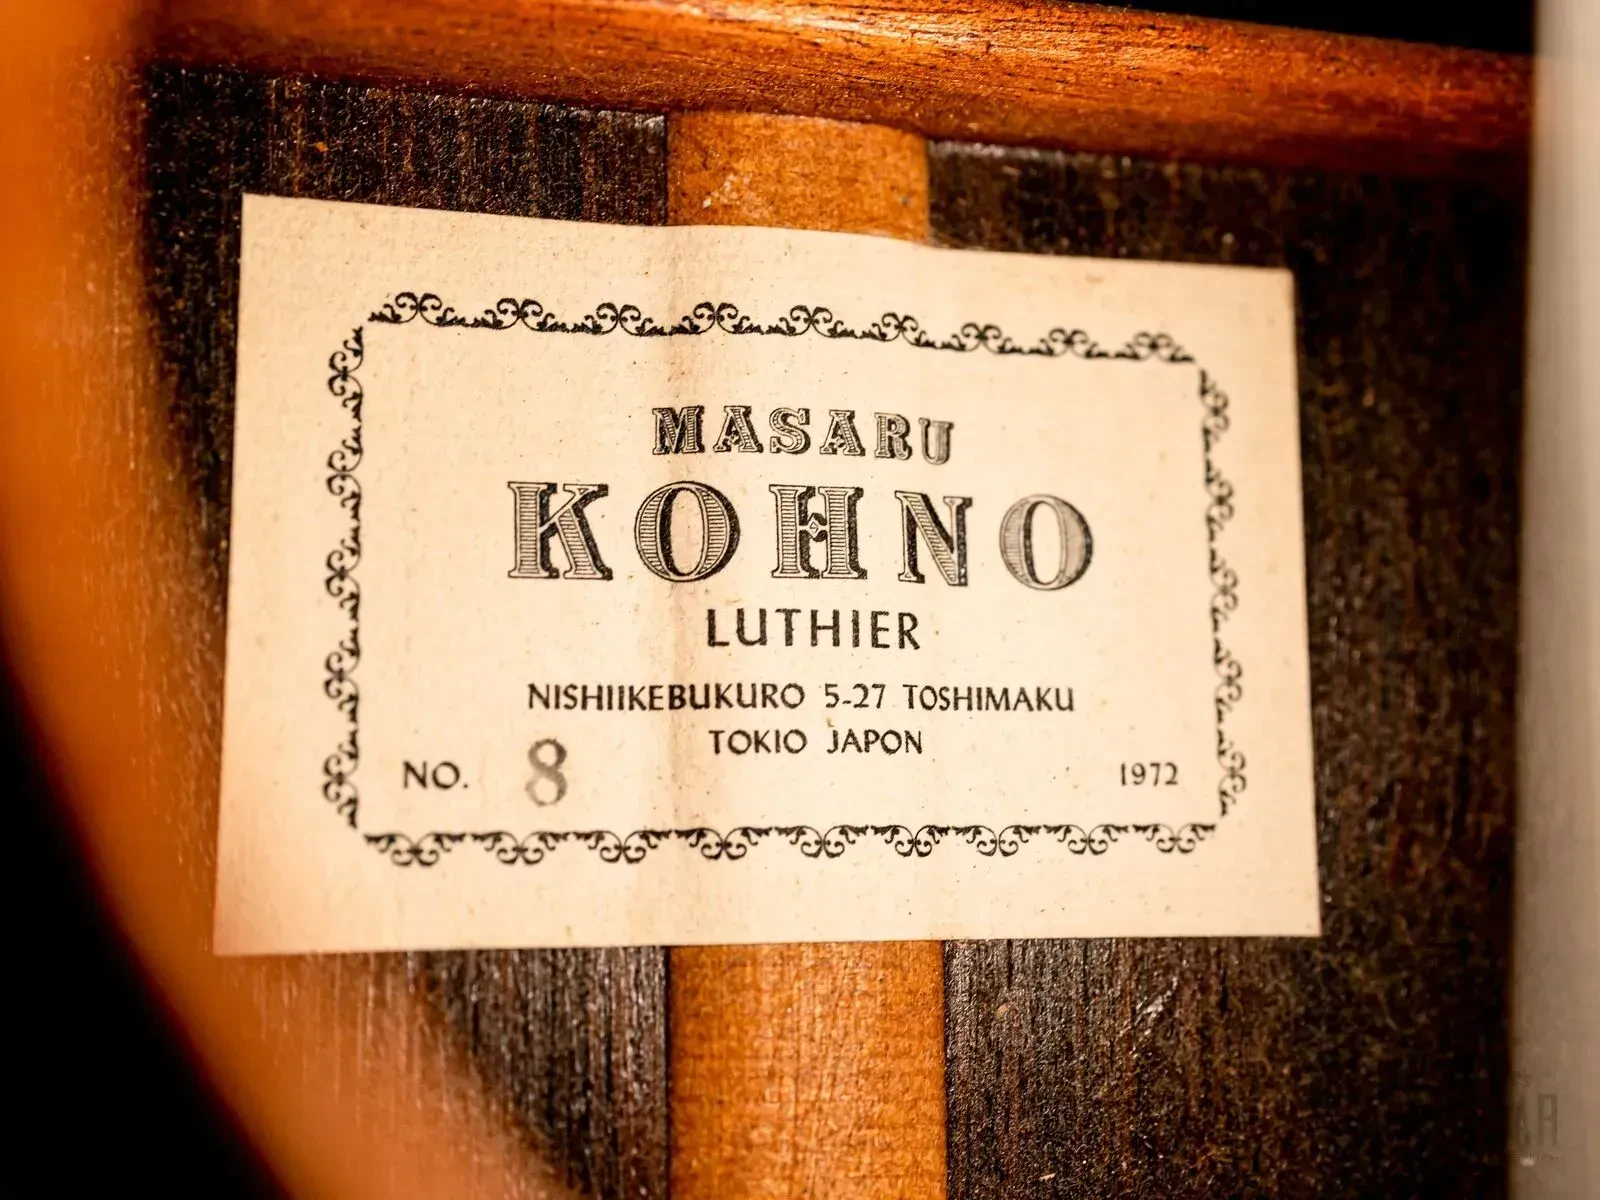 MASARU
KOHNO
LUTHIER
NISHIIKEBUKURO 5-27 TOSHIMAKU
TOKIO JAPON
NO. 8 1972